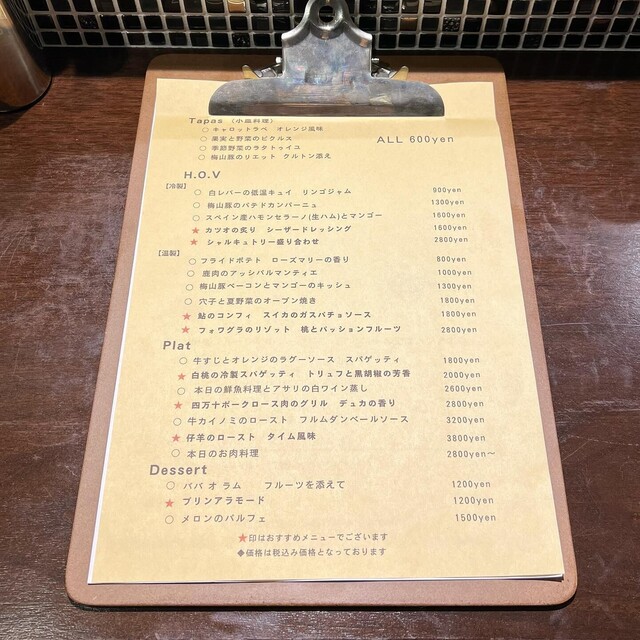 Tapas (小皿料理)
○ キャロットラペ オレンジ風味
○ 果実と野菜のピクルス
ALL 600yen
○ 季節野菜のラタトゥイユ
○ 梅山豚のリエット クルトン添え
H.O.V
【冷製】
○ 白レバーの低温キュイ リンゴジャム 900yen
○ 梅山豚のパテドカンパーニュ 1300yen
○ スペイン産ハモンセラーノ(生ハム)とマンゴー 1600yen
★ カツオの炙り シーザードレッシング 1600yen
★ シャルキュトリー盛り合わせ 2800yen
【温製】
○ フライドポテト ローズマリーの香り 800yen
○ 鹿肉のアッシパルマンティエ 1000yen
○ 梅山豚ベーコンとマンゴーのキッシュ 1300yen
○ 穴子と夏野菜のオーブン焼き 1800yen
★ 鮎のコンフィ スイカのガスパチョソース 1800yen
★ フォワグラのリゾット 桃とパッションフルーツ 2800yen
Plat
○ 牛すじとオレンジのラグーソース スパゲッティ 1800yen
★ 白桃の冷製スパゲッティ トリュフと黒胡椒の芳香 2000yen
○ 本日の鮮魚料理とアサリの白ワイン蒸し 2600yen
★ 四万十ポークロース肉のグリル デュカの香り 2800yen
○ 牛カイノミのロースト フルムダンベールソース 3200yen
★ 仔羊のロースト タイム風味 3800yen
○ 本日のお肉料理 2800yen～
Dessert
○ ババ オ ラム フルーツを添えて 1200yen
★ プリンアラモード 1200yen
○ メロンのパルフェ 1500yen
★印はおすすめメニューでございます
◆価格は税込み価格となっております